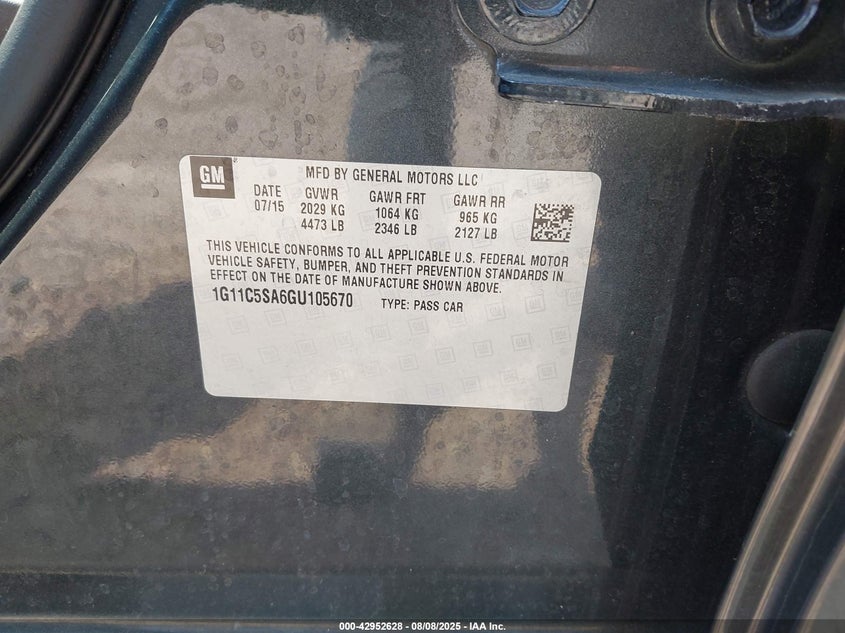 GM
MFD BY GENERAL MOTORS LLC
DATE GVWR GAWR FRT GAWR RR
07/15 2029 KG 1064 KG 965 KG
4473 LB 2346 LB 2127 LB
THIS VEHICLE CONFORMS TO ALL APPLICABLE U.S. FEDERAL MOTOR
VEHICLE SAFETY, BUMPER, AND THEFT PREVENTION STANDARDS IN
EFFECT ON THE DATE OF MANUFACTURE SHOWN ABOVE.
1G11C5SA6GU105670 TYPE: PASS CAR
000-42952628 - 08/08/2025 - IAA Inc.